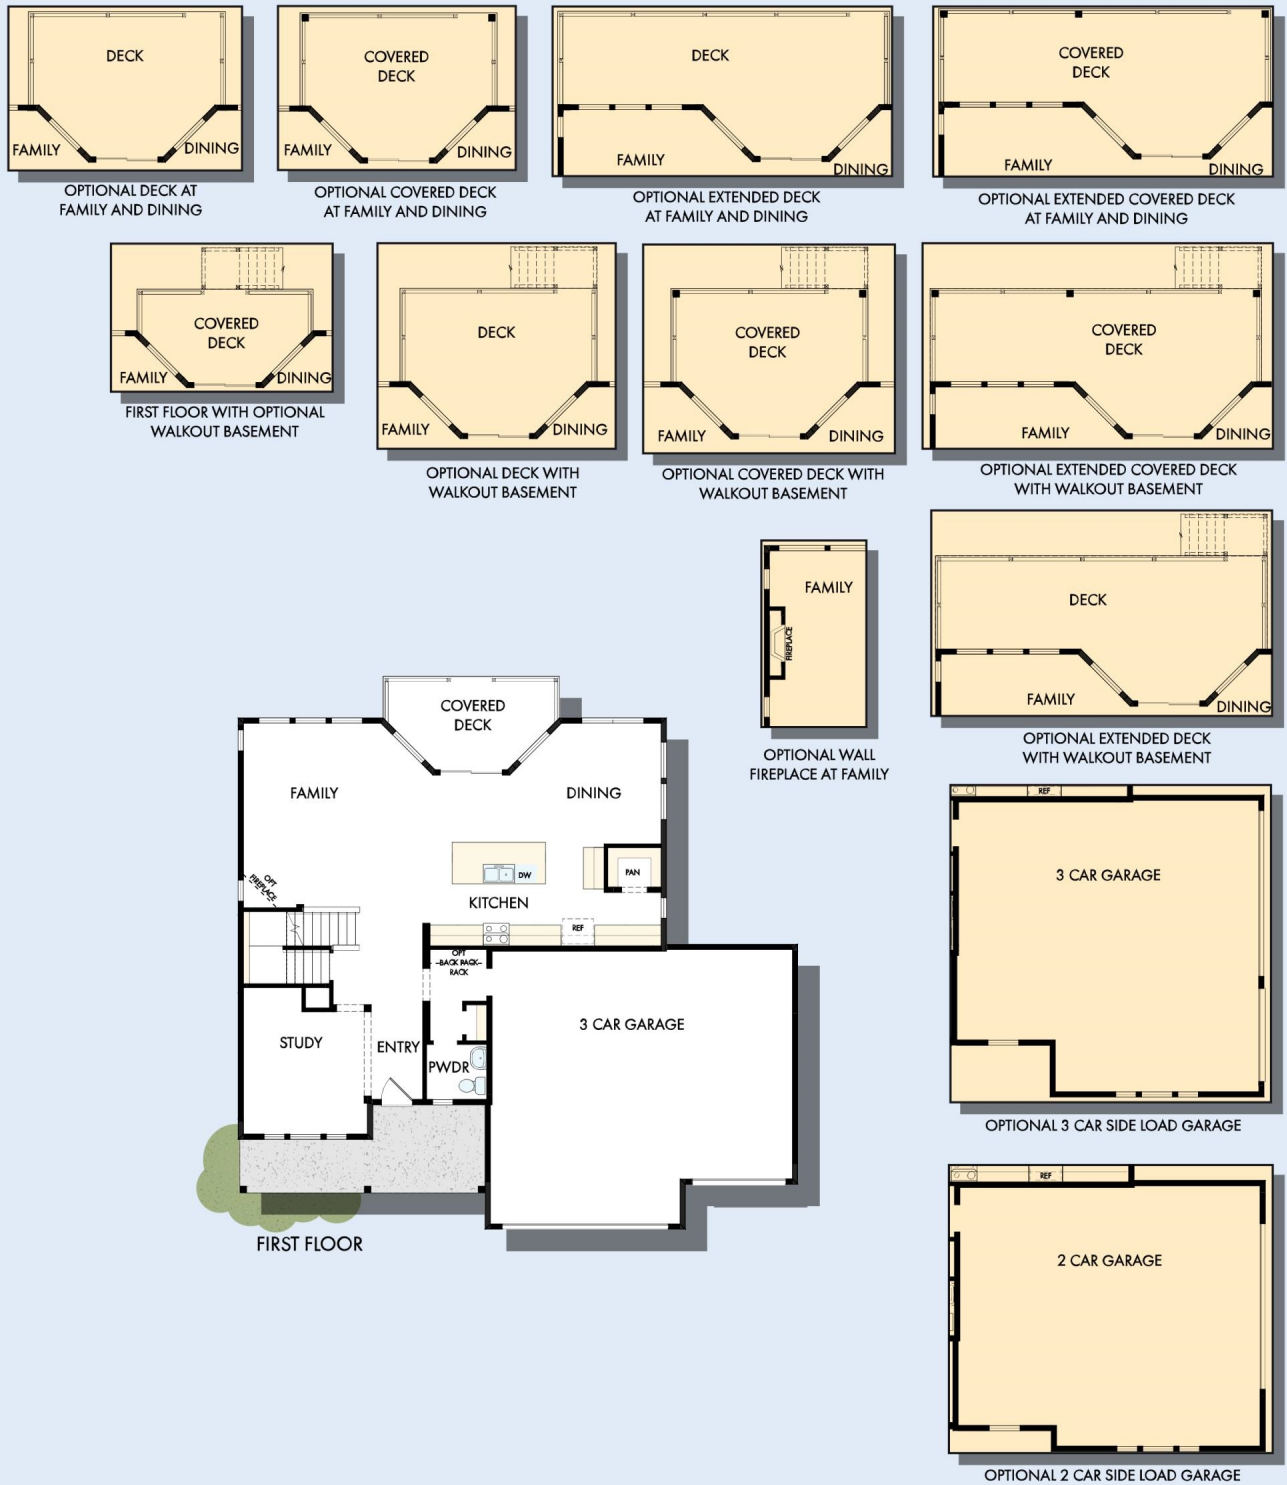 DECK
FAMILY
DINING
OPTIONAL DECK AT
FAMILY AND DINING
COVERED
DECK
FAMILY
DINING
OPTIONAL COVERED DECK
AT FAMILY AND DINING
DECK
FAMILY
DINING
OPTIONAL EXTENDED DECK
AT FAMILY AND DINING
COVERED
DECK
FAMILY
DINING
OPTIONAL EXTENDED COVERED DECK
AT FAMILY AND DINING
COVERED
DECK
FAMILY
DINING
FIRST FLOOR WITH OPTIONAL
WALKOUT BASEMENT
DECK
FAMILY
DINING
OPTIONAL DECK WITH
WALKOUT BASEMENT
COVERED
DECK
FAMILY
DINING
OPTIONAL COVERED DECK WITH
WALKOUT BASEMENT
COVERED
DECK
FAMILY
DINING
OPTIONAL EXTENDED COVERED DECK
WITH WALKOUT BASEMENT
FAMILY
FIREPLACE
OPTIONAL WALL
FIREPLACE AT FAMILY
DECK
FAMILY
DINING
OPTIONAL EXTENDED DECK
WITH WALKOUT BASEMENT
COVERED
DECK
FAMILY
DINING
OPT
FIREPLACE
DW
PAN
KITCHEN
REF
OPT
BACK PACK
RACK
3 CAR GARAGE
STUDY
ENTRY
PWDR
FIRST FLOOR
REF
3 CAR GARAGE
OPTIONAL 3 CAR SIDE LOAD GARAGE
REF
2 CAR GARAGE
OPTIONAL 2 CAR SIDE LOAD GARAGE